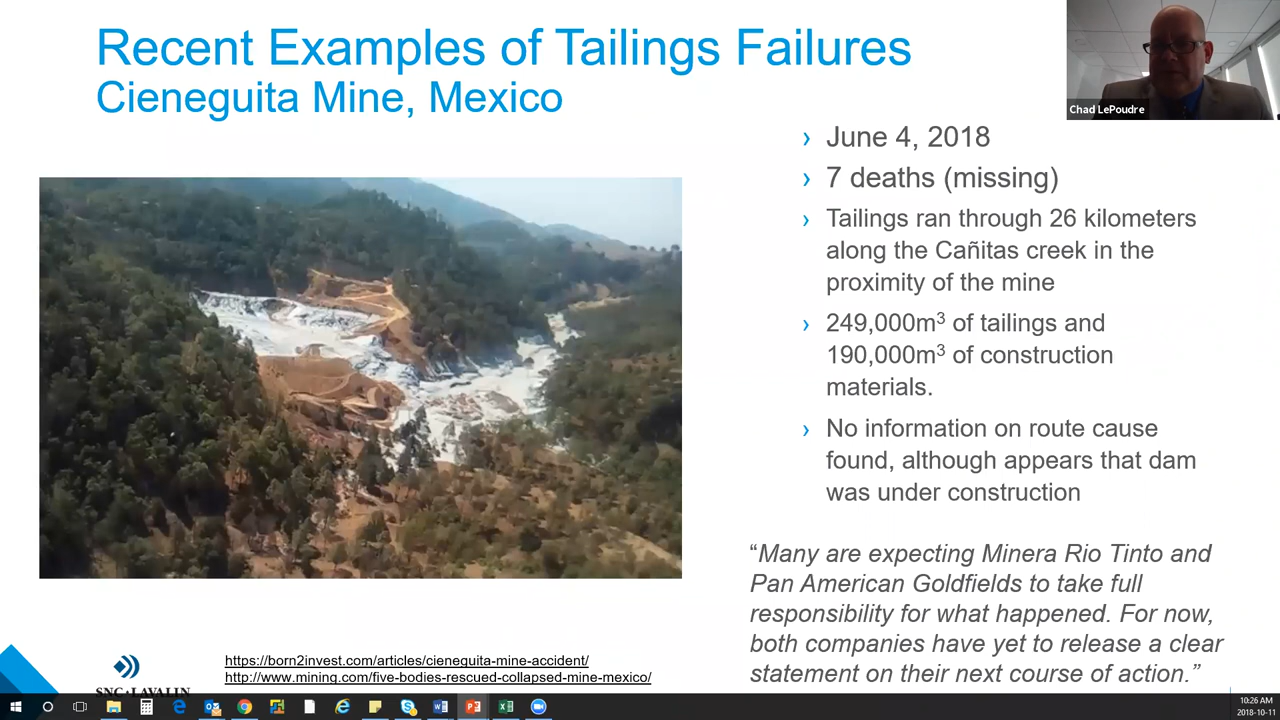 Recent Examples of Tailings Failures
Cieneguita Mine, Mexico
Chad LePoudre
› June 4, 2018
› 7 deaths (missing)
› Tailings ran through 26 kilometers
along the Cañitas creek in the
proximity of the mine
› 249,000m³ of tailings and
190,000m³ of construction
materials.
› No information on route cause
found, although appears that dam
was under construction
“Many are expecting Minera Rio Tinto and
Pan American Goldfields to take full
responsibility for what happened. For now,
both companies have yet to release a clear
statement on their next course of action.”
https://born2invest.com/articles/cieneguita-mine-accident/
http://www.mining.com/five-bodies-rescued-collapsed-mine-mexico/
SNC•LAVALIN
10:26 AM
2018-10-11